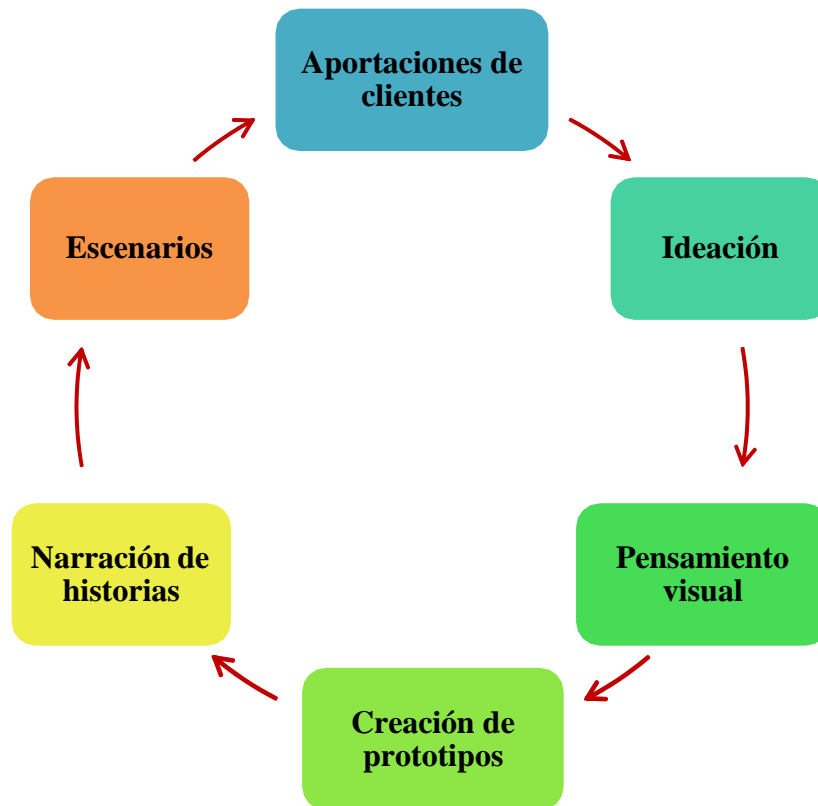 Aportaciones de
clientes
Ideación
Pensamiento
visual
Creación de
prototipos
Narración de
historias
Escenarios